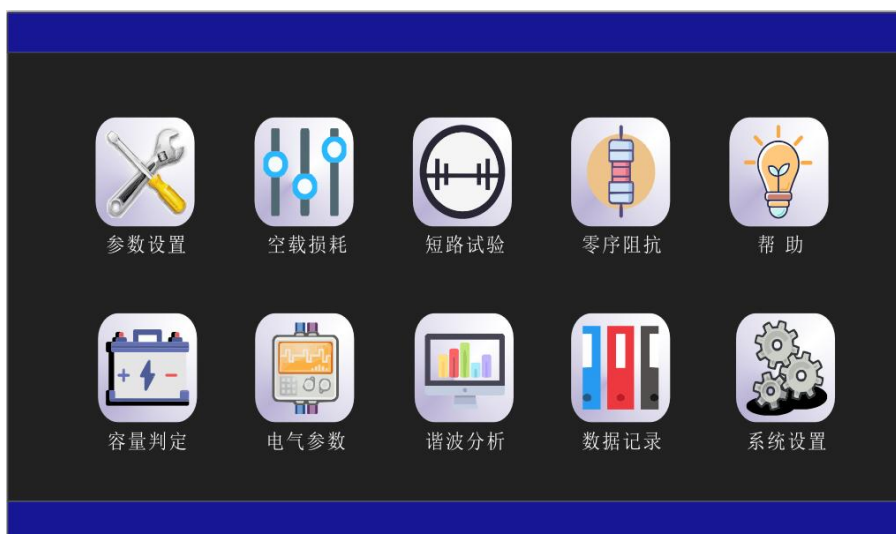 参数设置 空载损耗 短路试验 零序阻抗 帮 助
容量判定 电气参数 谐波分析 数据记录 系统设置